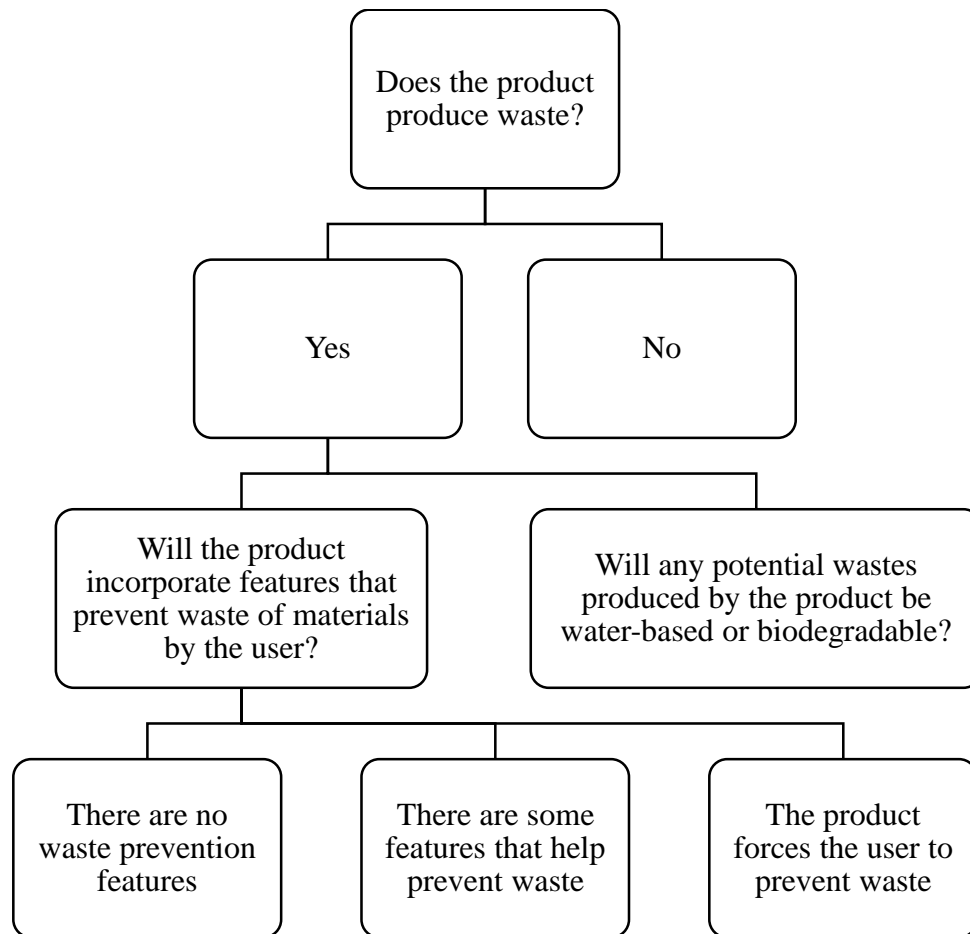 Does the product
produce waste?
Yes
No
Will the product
incorporate features that
prevent waste of materials
by the user?
Will any potential wastes
produced by the product be
water-based or biodegradable?
There are no
waste prevention
features
There are some
features that help
prevent waste
The product
forces the user to
prevent waste